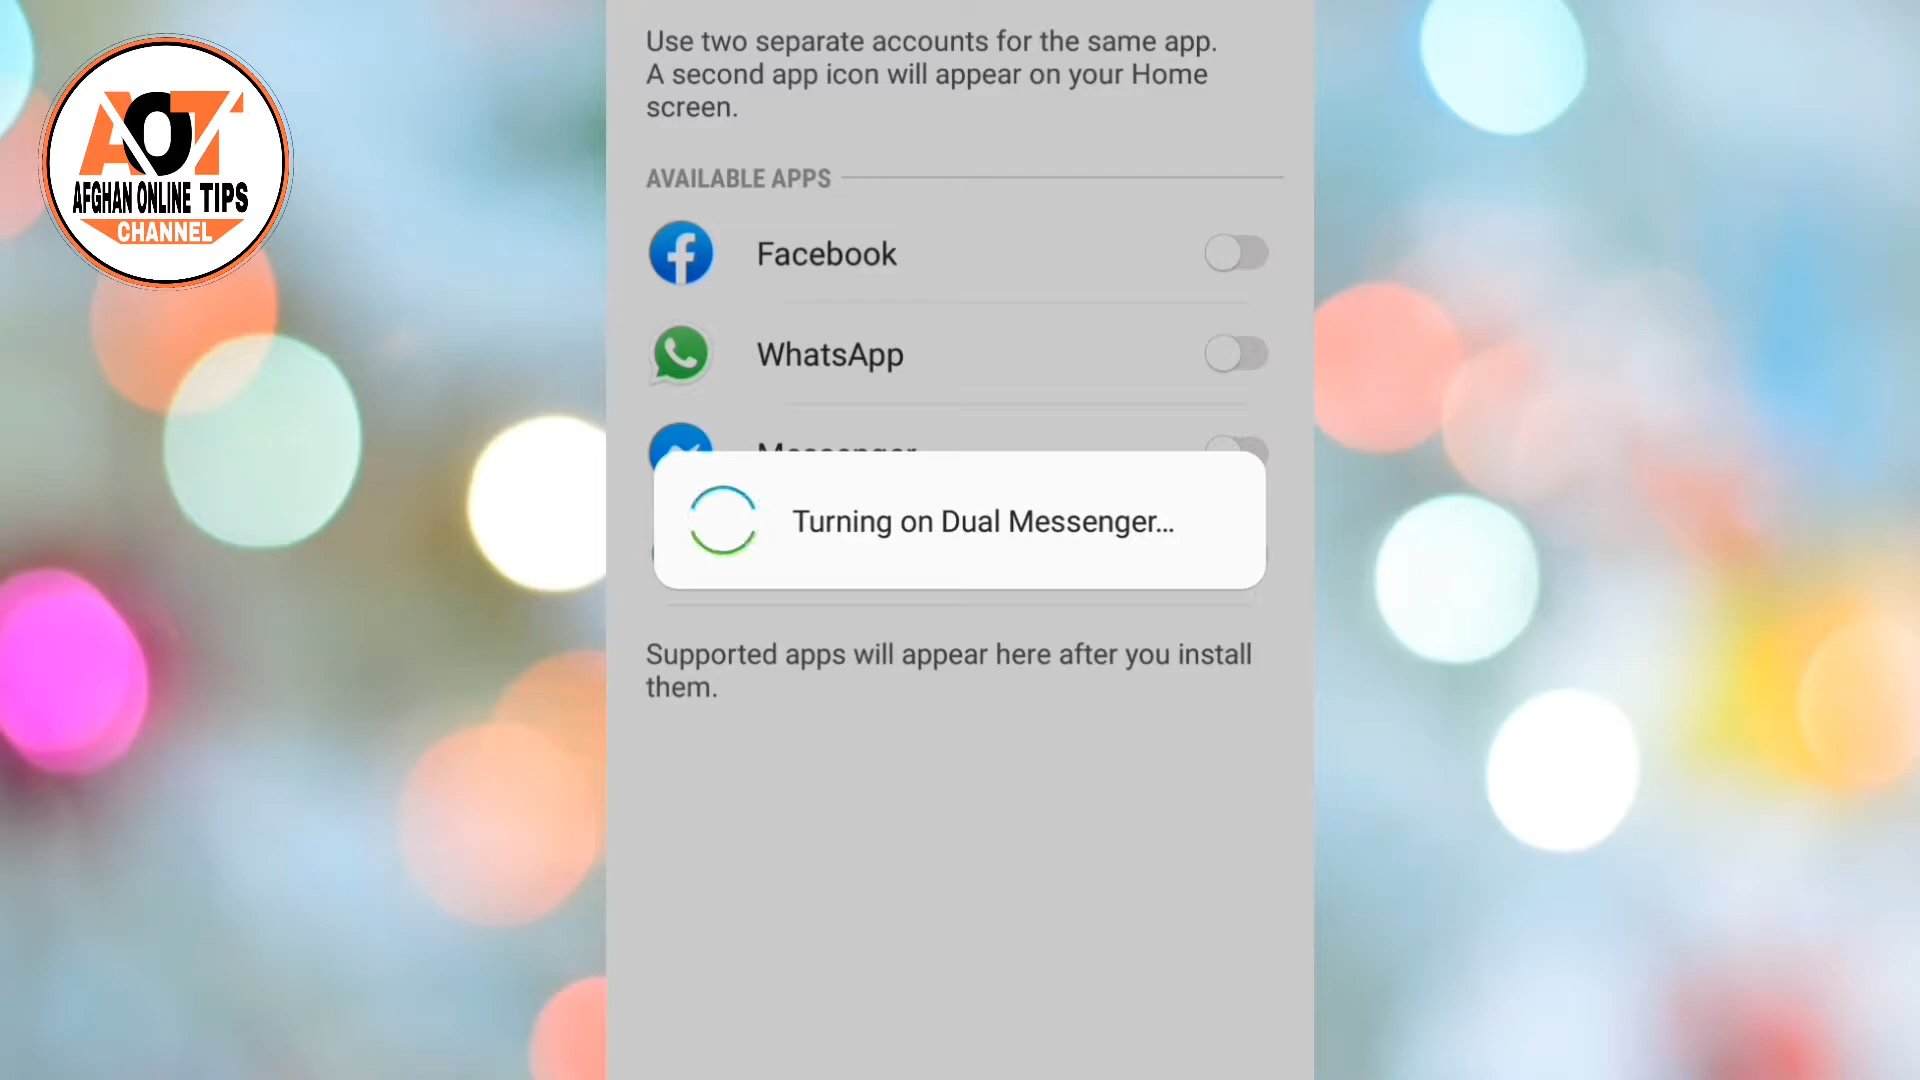 AOT
AFGHAN ONLINE TIPS
CHANNEL
Use two separate accounts for the same app.
A second app icon will appear on your Home
screen.
AVAILABLE APPS
Facebook
WhatsApp
Messenger
Turning on Dual Messenger...
Supported apps will appear here after you install
them.